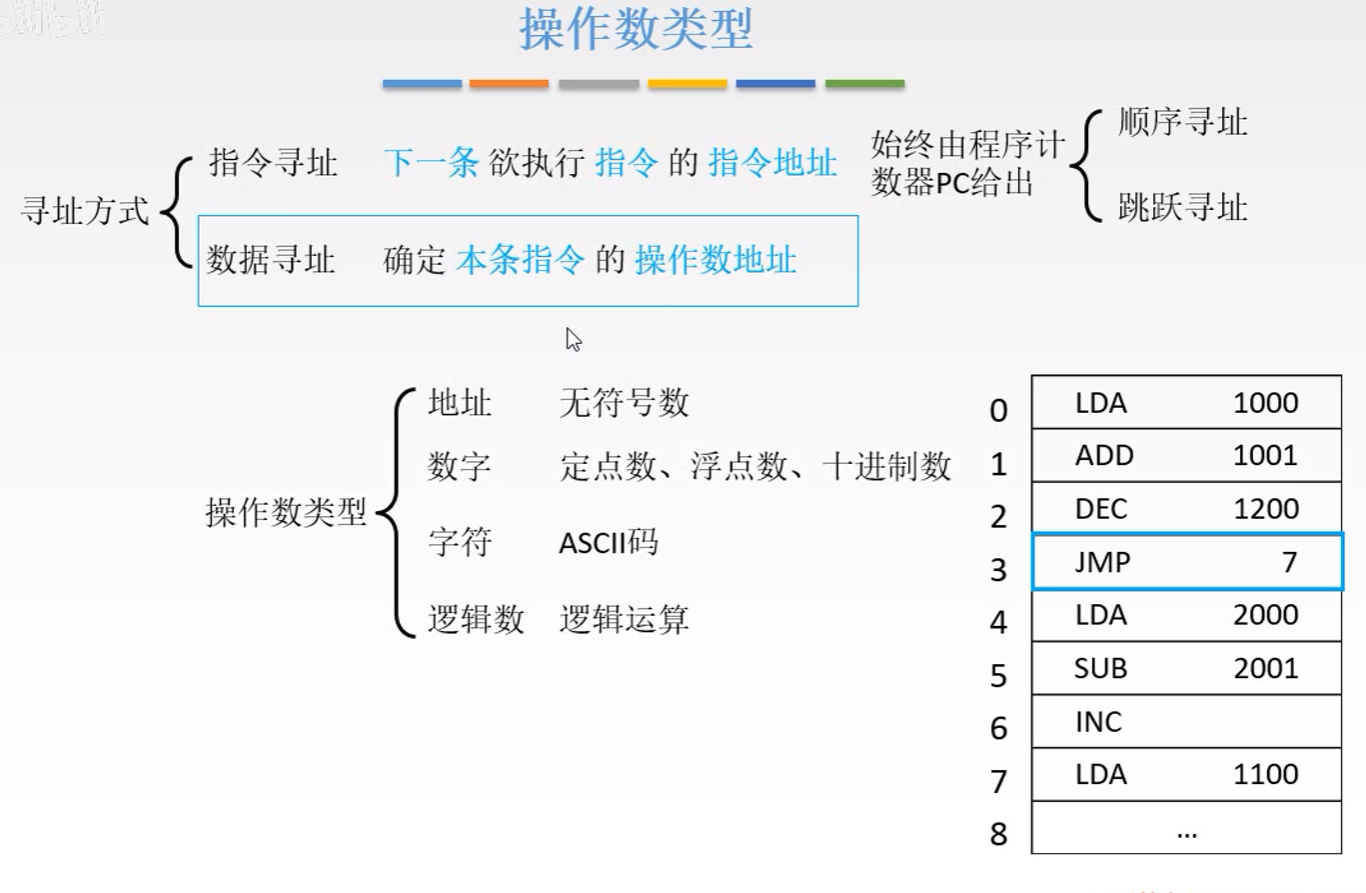 操作数类型
寻址方式
指令寻址 下一条 欲执行 指令 的 指令地址
始终由程序计
数器PC给出
顺序寻址
跳跃寻址
数据寻址 确定 本条指令 的 操作数地址
操作数类型
地址 无符号数
数字 定点数、浮点数、十进制数
字符 ASCII码
逻辑数 逻辑运算
0 LDA 1000
1 ADD 1001
2 DEC 1200
3 JMP 7
4 LDA 2000
5 SUB 2001
6 INC
7 LDA 1100
8 ...